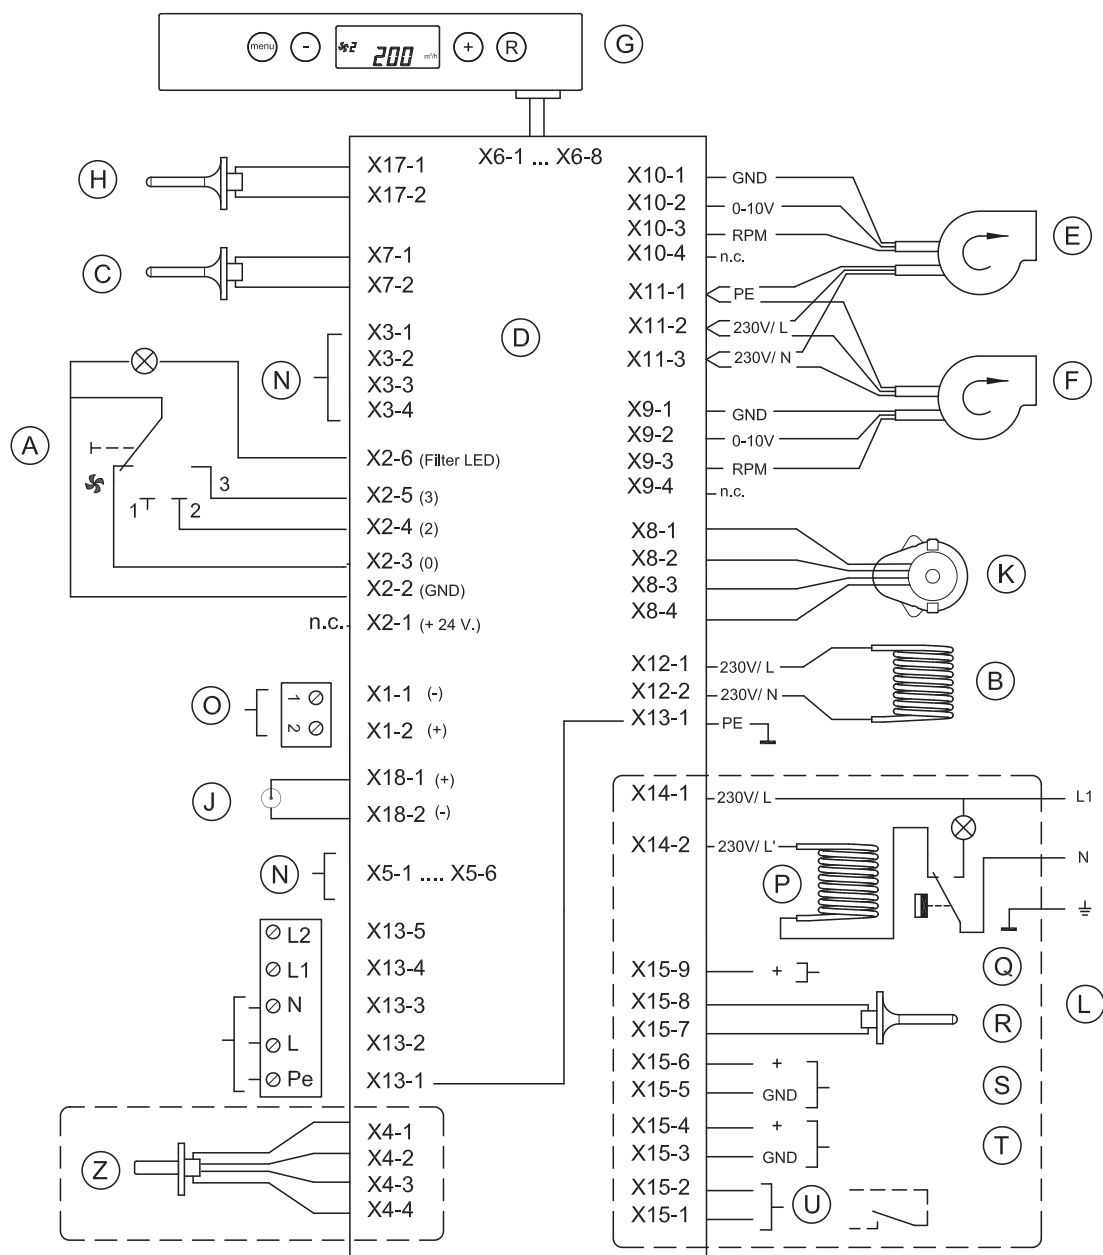 menu - 2 200 m³/h + R G
X6-1 ... X6-8
H X17-1
X17-2
C X7-1
X7-2
N X3-1
X3-2
X3-3
X3-4
A
X2-6 (Filter LED)
3 X2-5 (3)
1 2 X2-4 (2)
X2-3 (0)
X2-2 (GND)
n.c. X2-1 (+ 24 V.)
O 1 X1-1 (-)
2 X1-2 (+)
J X18-1 (+)
X18-2 (-)
N X5-1 .... X5-6
L2 X13-5
L1 X13-4
N X13-3
L X13-2
Pe X13-1
Z X4-1
X4-2
X4-3
X4-4
D
X10-1 GND
X10-2 0-10V
X10-3 RPM
X10-4 n.c.
E
X11-1 PE
X11-2 230V/ L
X11-3 230V/ N
F
X9-1 GND
X9-2 0-10V
X9-3 RPM
X9-4 n.c.
X8-1
X8-2
X8-3
X8-4
K
X12-1 230V/ L
X12-2 230V/ N
B
X13-1 PE
X14-1 230V/ L L1
X14-2 230V/ L' N
P
X15-9 + Q
X15-8
X15-7
R
L
X15-6 +
X15-5 GND
S
X15-4 +
X15-3 GND
T
X15-2
X15-1
U